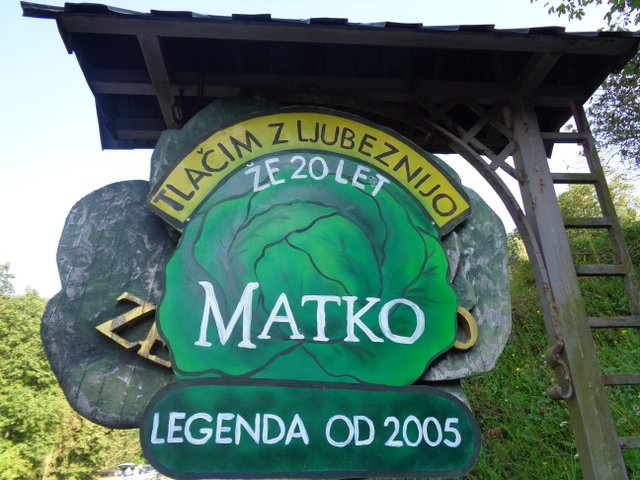 TLAČIM Z LJUBEZNIJO
ŽE 20 LET
MATKO
LEGENDA OD 2005